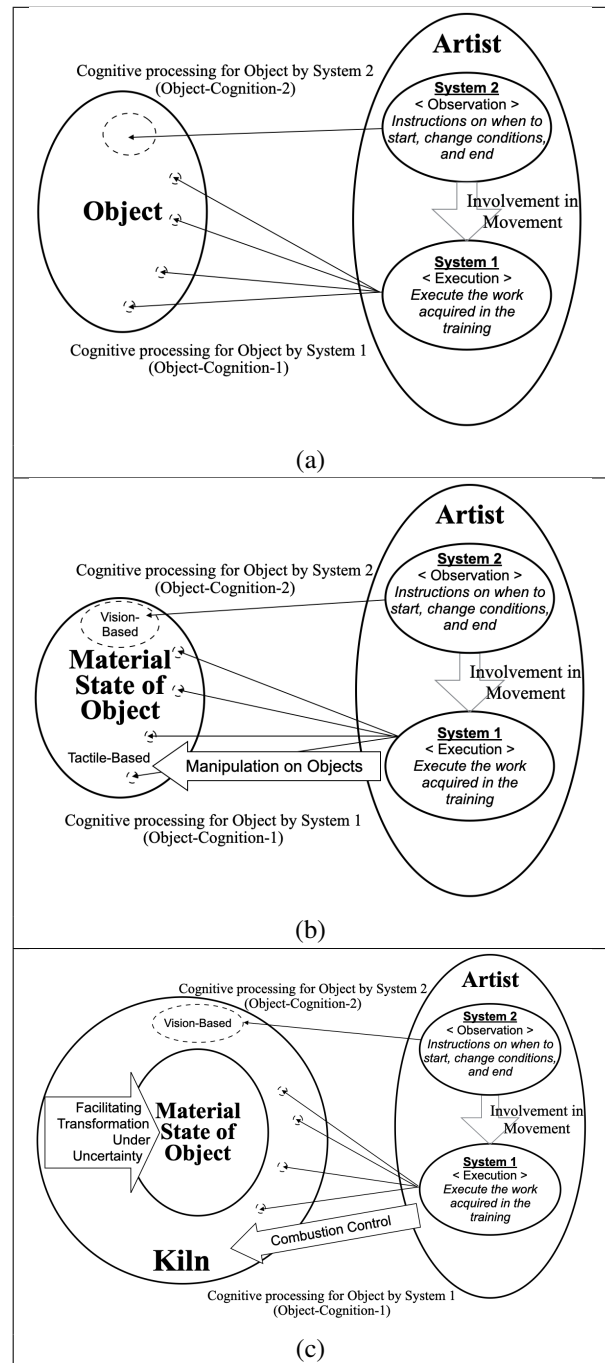 Artist
Cognitive processing for Object by System 2
(Object-Cognition-2)
System 2
< Observation >
Instructions on when to
start, change conditions,
and end
Object
Involvement in
Movement
System 1
< Execution >
Execute the work
acquired in the
training
Cognitive processing for Object by System 1
(Object-Cognition-1)
(a)
Artist
Cognitive processing for Object by System 2
(Object-Cognition-2)
System 2
< Observation >
Instructions on when to
start, change conditions,
and end
Vision-
Based
Material
State of
Object
Involvement in
Movement
System 1
< Execution >
Execute the work
acquired in the
training
Tactile-Based
Manipulation on Objects
Cognitive processing for Object by System 1
(Object-Cognition-1)
(b)
Artist
Cognitive processing for Object by System 2
(Object-Cognition-2)
System 2
< Observation >
Instructions on when to
start, change conditions,
and end
Vision-Based
Facilitating
Transformation
Under
Uncertainty
Material
State of
Object
Involvement in
Movement
System 1
< Execution >
Execute the work
acquired in the
training
Combustion Control
Kiln
Cognitive processing for Object by System 1
(Object-Cognition-1)
(c)